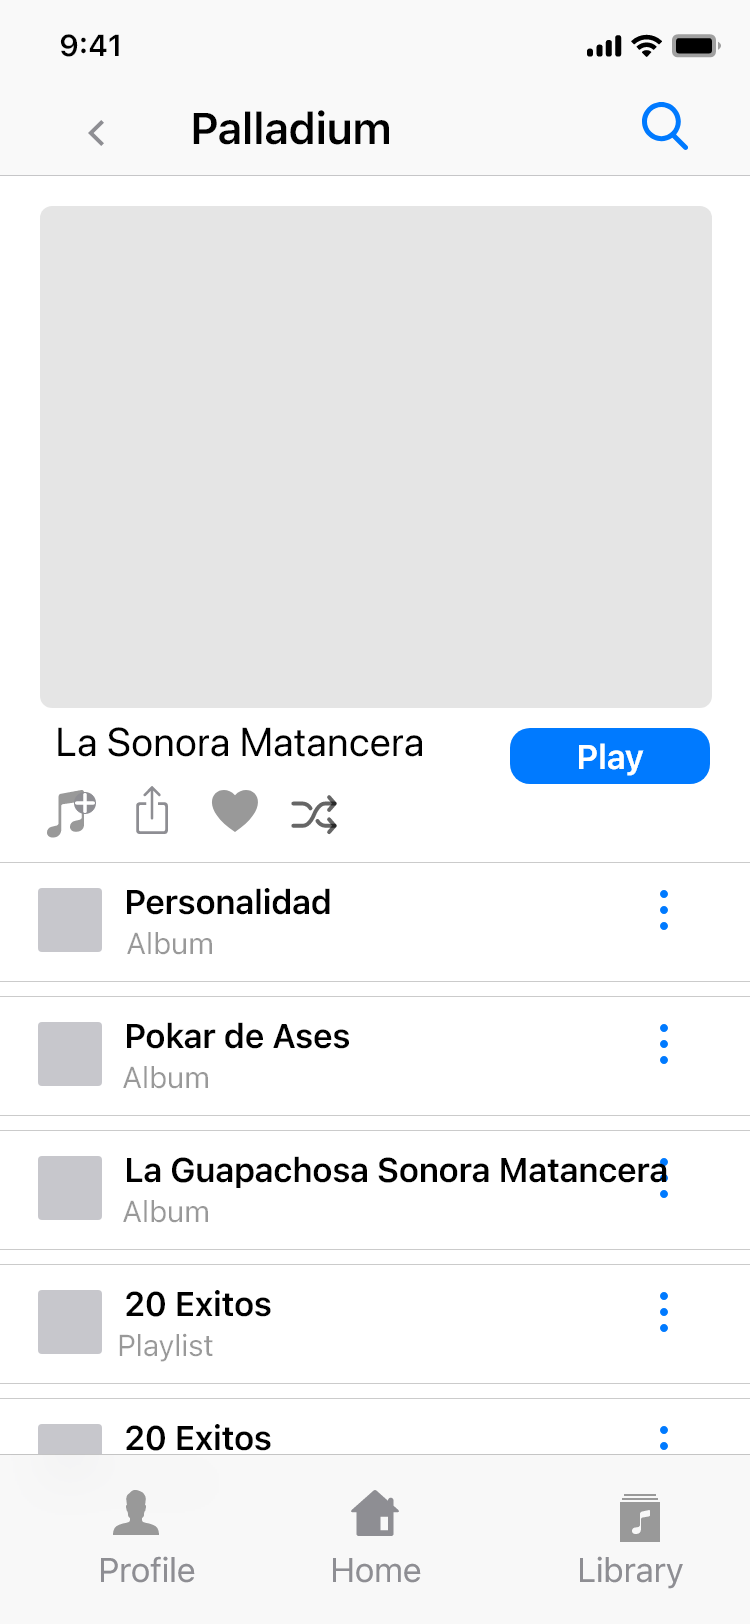 9:41
Palladium
La Sonora Matancera
Play
Personalidad
Album
Pokar de Ases
Album
La Guapachosa Sonora Matancera
Album
20 Exitos
Playlist
20 Exitos
Profile
Home
Library